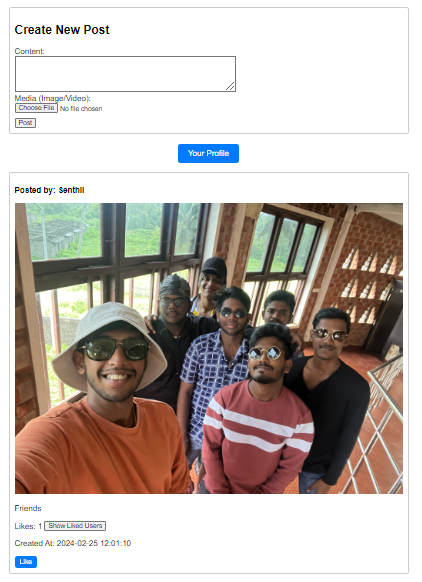 Create New Post
Content:
Media (Image/Video):
Choose File No file chosen
Post
Your Profile
Posted by: Senthil
Friends
Likes: 1 Show Liked Users
Created At: 2024-02-25 12:01:10
Like